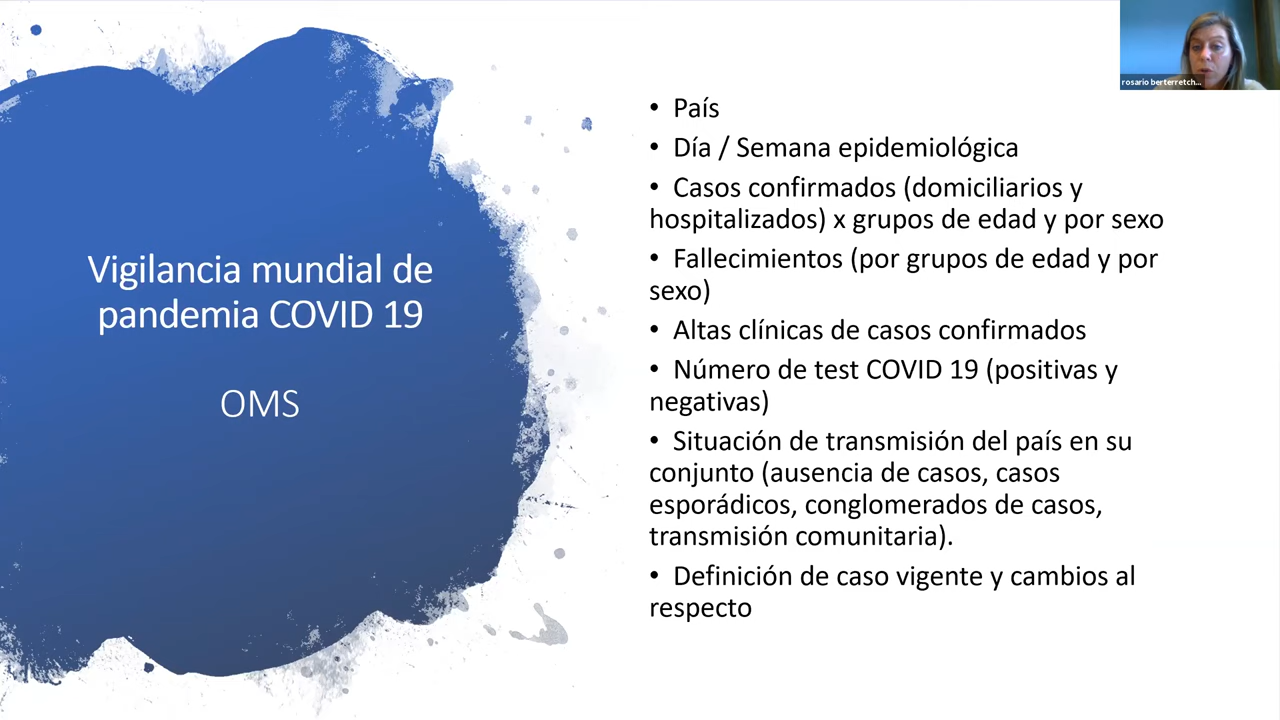 Vigilancia mundial de
pandemia COVID 19
OMS
• País
• Día / Semana epidemiológica
• Casos confirmados (domiciliarios y
hospitalizados) x grupos de edad y por sexo
• Fallecimientos (por grupos de edad y por
sexo)
• Altas clínicas de casos confirmados
• Número de test COVID 19 (positivas y
negativas)
• Situación de transmisión del país en su
conjunto (ausencia de casos, casos
esporádicos, conglomerados de casos,
transmisión comunitaria).
• Definición de caso vigente y cambios al
respecto
rosario berterretch...